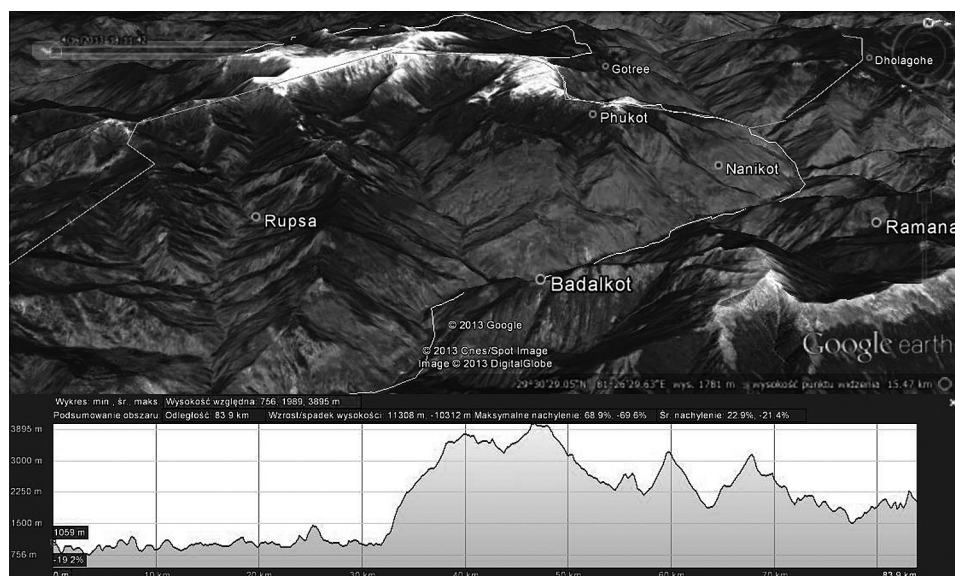 N
Gotree
Dholagohe
Phukot
Nanikot
Rupsa
Ramana
Badalkot
© 2013 Google
© 2013 Cnes/Spot Image
Image © 2013 DigitalGlobe
Google earth
29°30'29.05"N 81°26'29.63"E wys. 1781 m wysokość punktu widzenia 15.47 km
Wykres: min., śr., maks. Wysokość względna: 756, 1989, 3895 m
Podsumowanie obszaru: Odległość: 83.9 km Wzrost/spadek wysokości: 11308 m, -10312 m Maksymalne nachylenie: 68.9%, -69.6% Śr. nachylenie: 22.9%, -21.4%
3895 m
3000 m
2250 m
1500 m
1059 m
756 m
-19.2%
0 m 10 km 20 km 30 km 40 km 50 km 60 km 70 km 83.9 km